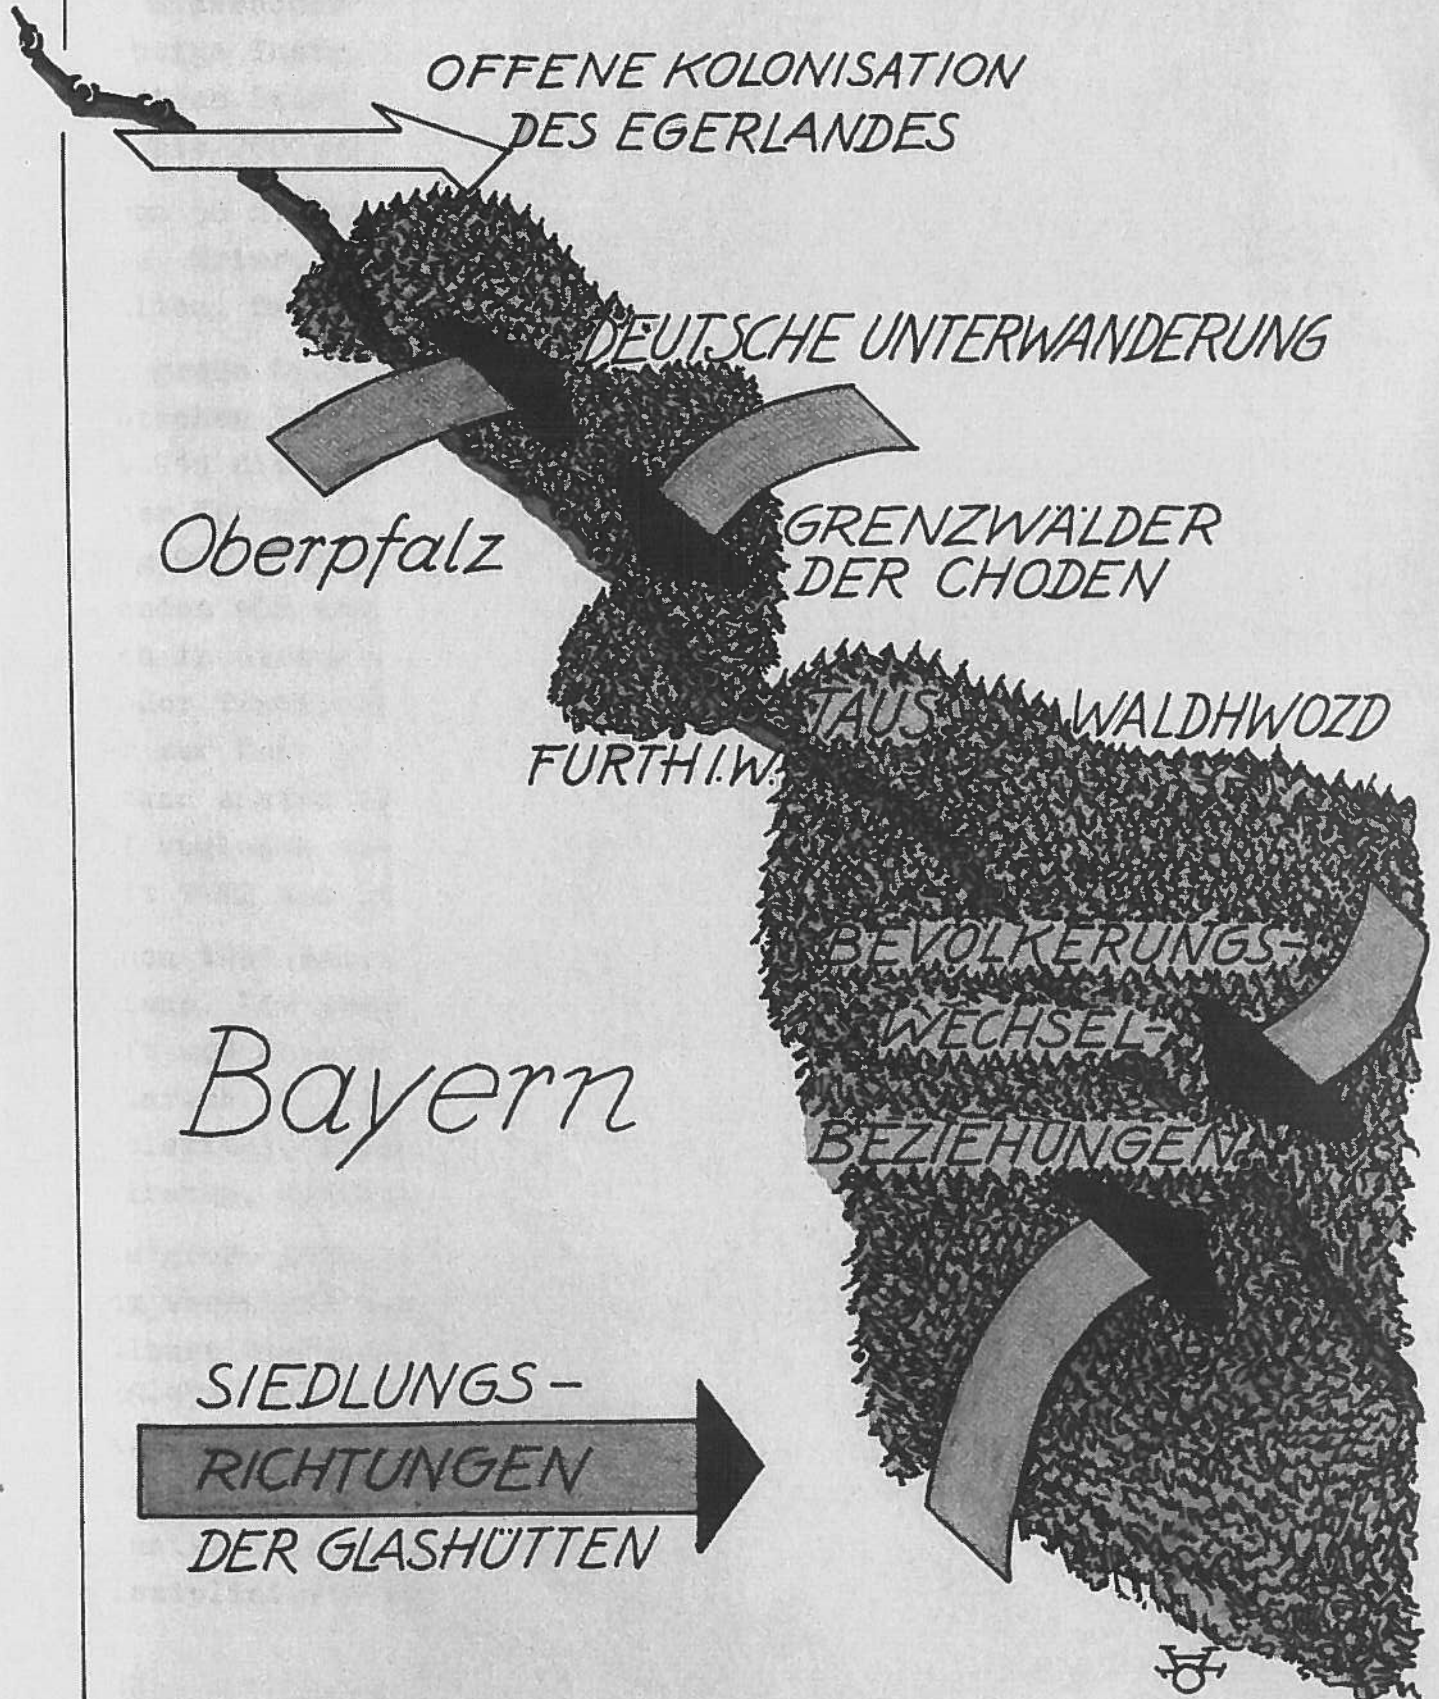 OFFENE KOLONISATION
DES EGERLANDES
DEUTSCHE UNTERWANDERUNG
Oberpfalz
GRENZWÄLDER
DER CHODEN
TAUS
WALDHWOZD
FURTH I.W.
BEVÖLKERUNGS-
WECHSEL-
BEZIEHUNGEN
Bayern
SIEDLUNGS-
RICHTUNGEN
DER GLASHÜTTEN